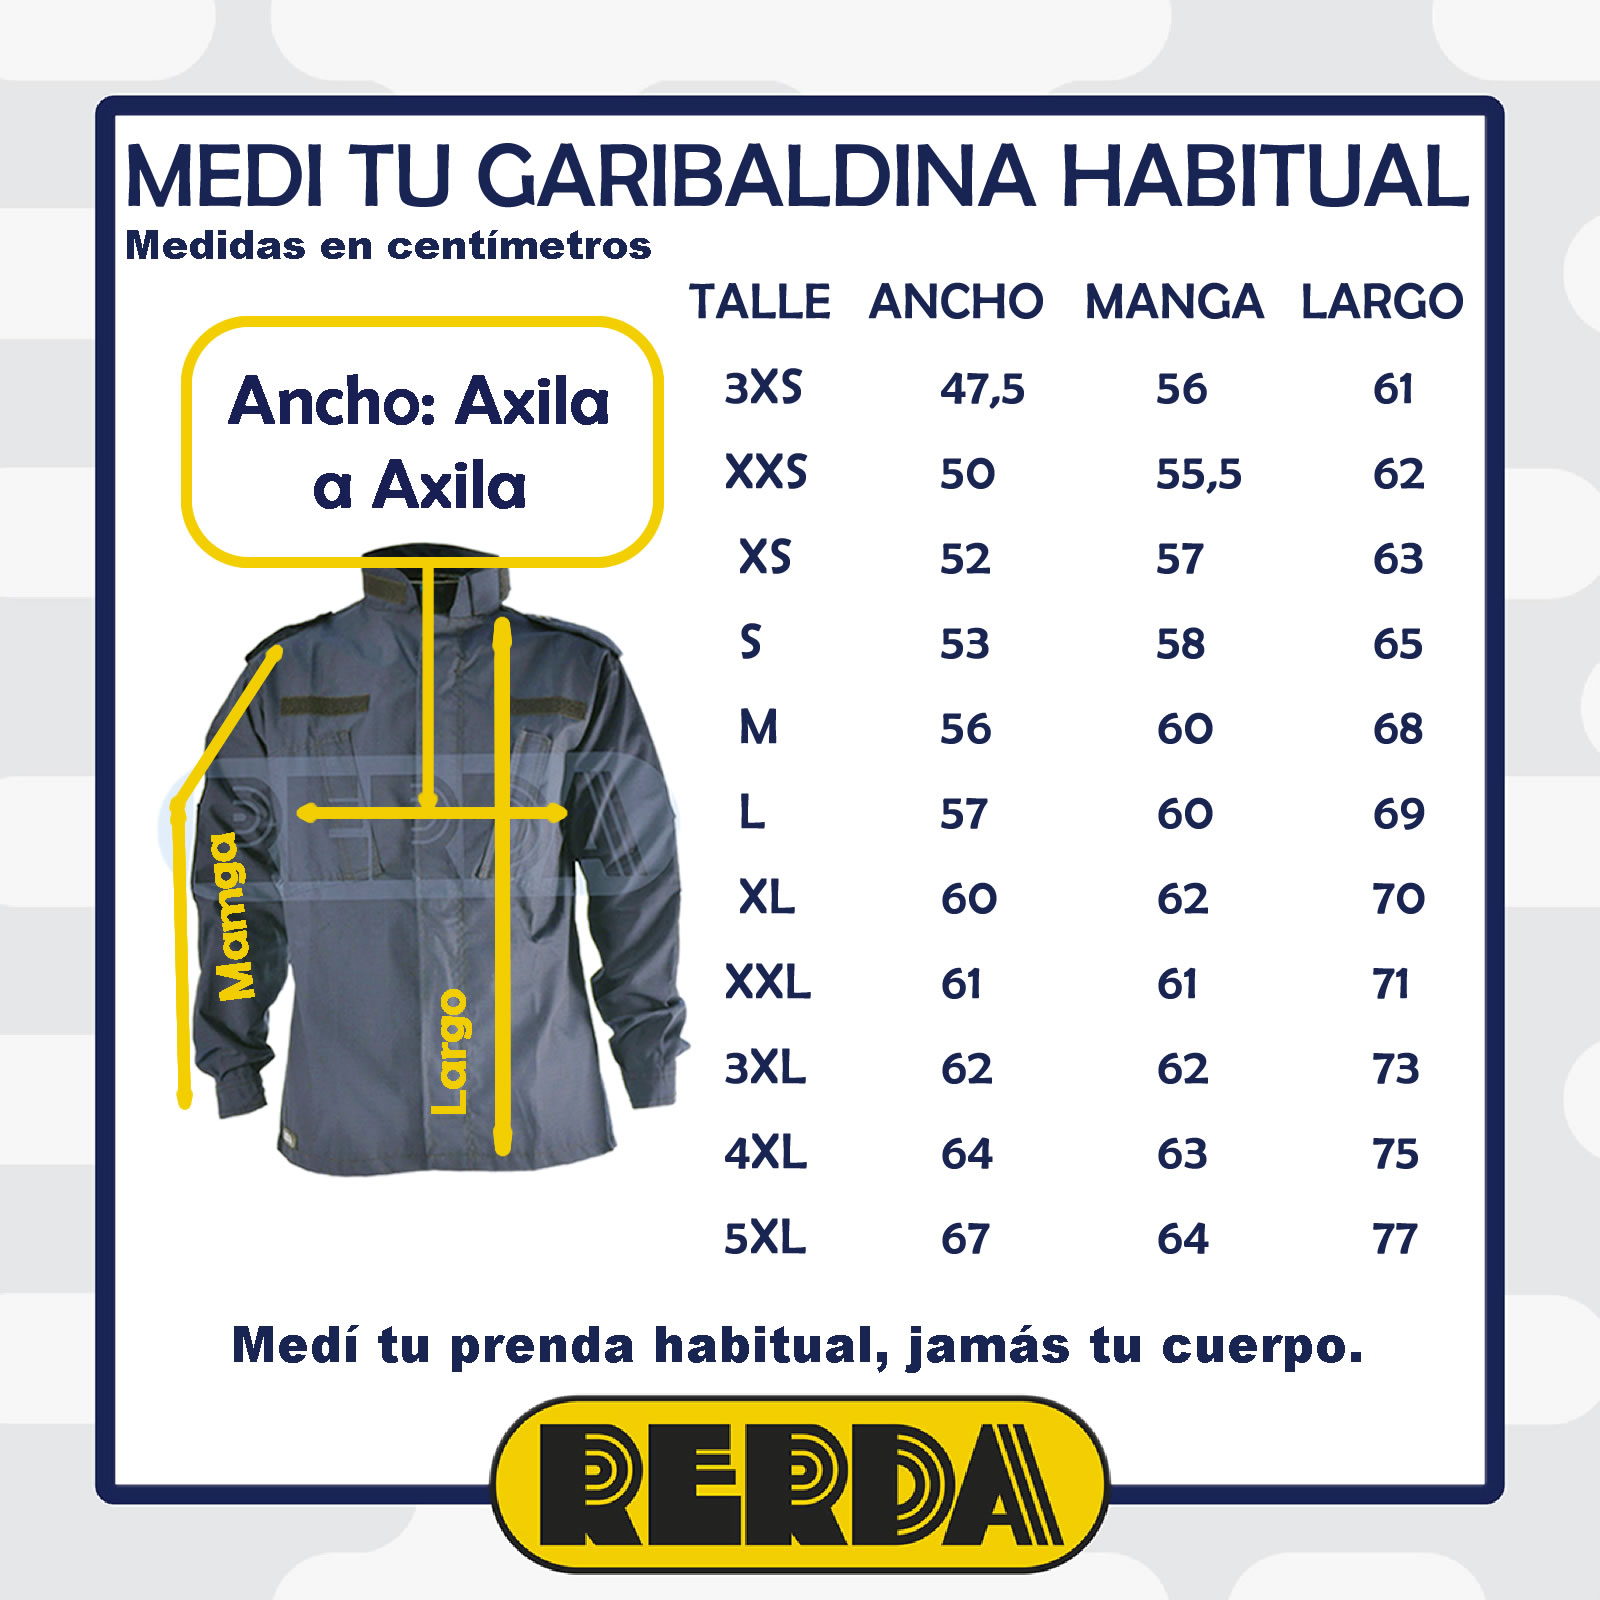 MEDI TU GARIBALDINA HABITUAL
Medidas en centímetros
TALLE ANCHO MANGA LARGO
Ancho: Axila
a Axila
3XS 47,5 56 61
XXS 50 55,5 62
XS 52 57 63
S 53 58 65
M 56 60 68
L 57 60 69
XL 60 62 70
XXL 61 61 71
3XL 62 62 73
4XL 64 63 75
5XL 67 64 77
RERDA
Mamga
Largo
Medí tu prenda habitual, jamás tu cuerpo.
RERDA